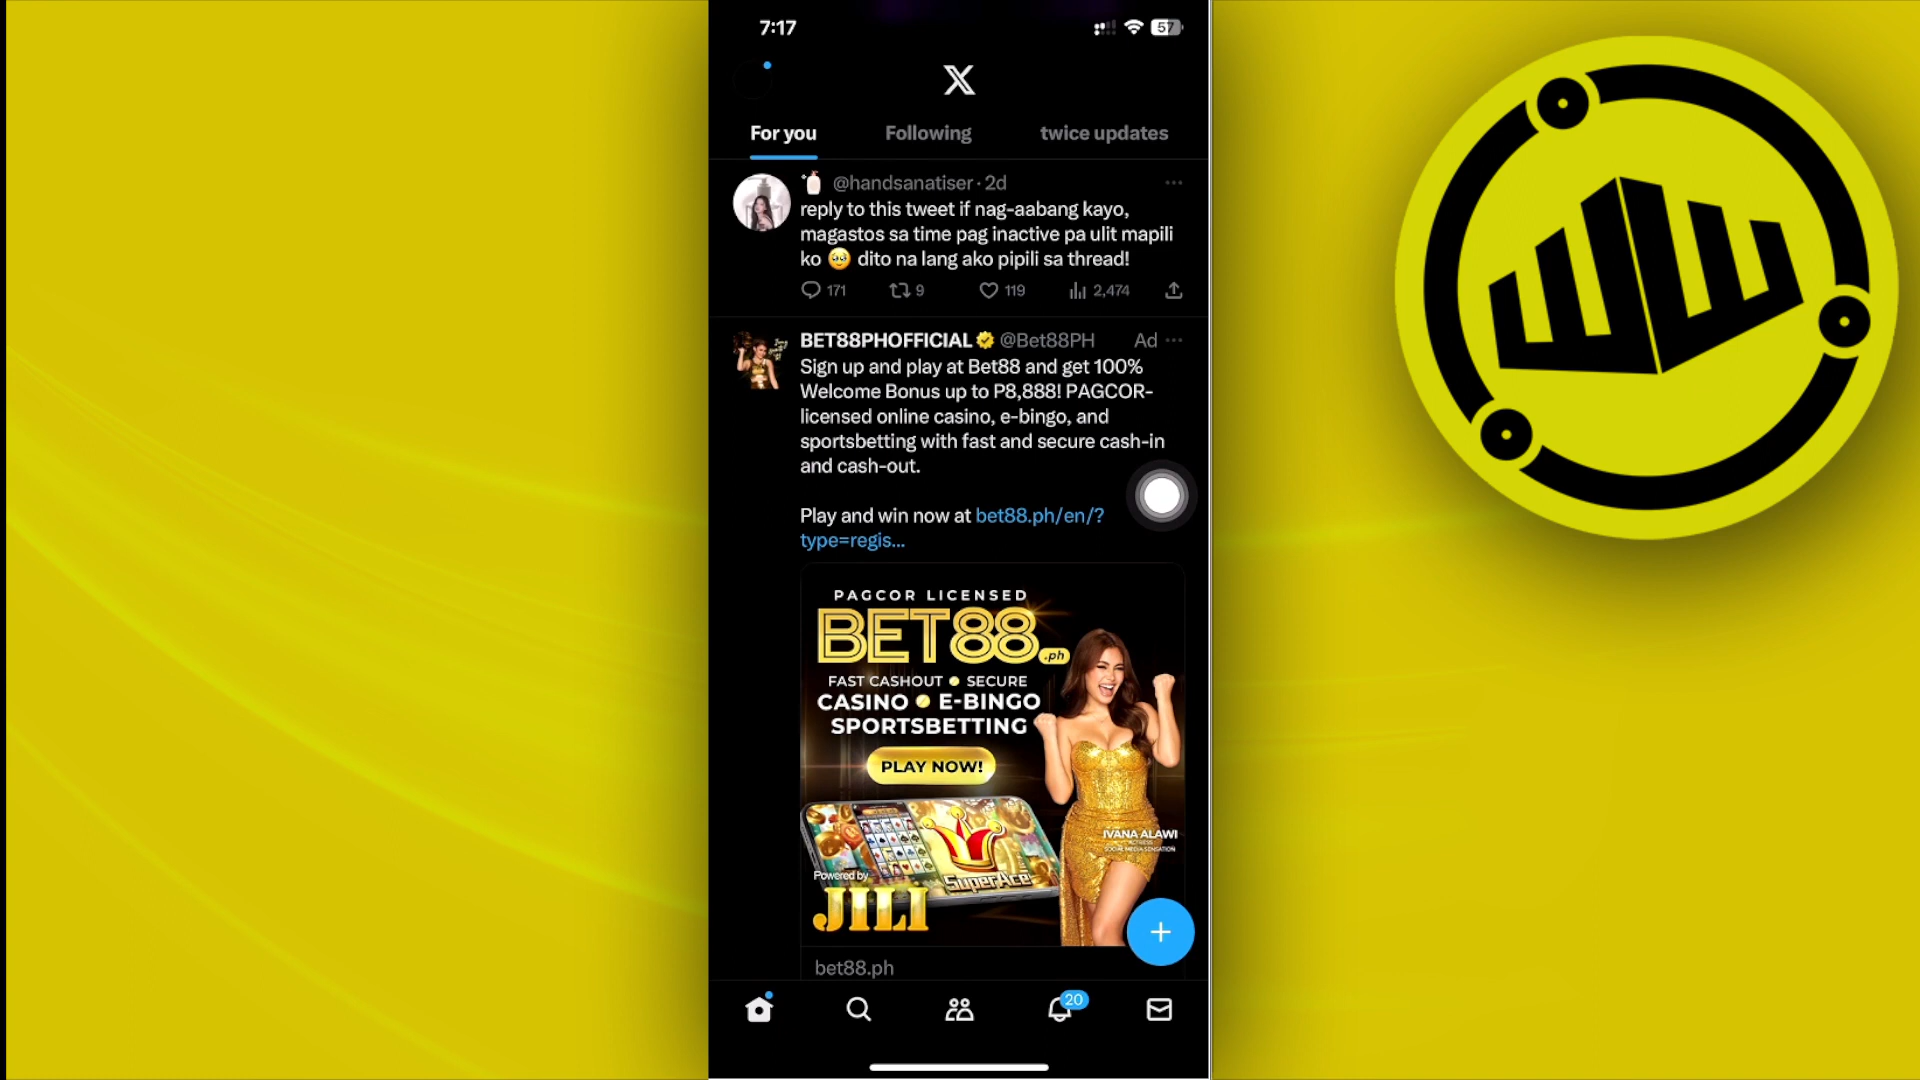 7:17
57
X
For you
Following
twice updates
@handsanatiser · 2d
reply to this tweet if nag-aabang kayo,
magastos sa time pag inactive pa ulit mapili
ko 🥹 dito na lang ako pipili sa thread!
171
9
119
2,474
BET88PHOFFICIAL @Bet88PH
Ad
Sign up and play at Bet88 and get 100%
Welcome Bonus up to P8,888! PAGCOR-
licensed online casino, e-bingo, and
sportsbetting with fast and secure cash-in
and cash-out.
Play and win now at bet88.ph/en/?
type=regis...
PAGCOR LICENSED
BET88
.ph
FAST CASHOUT • SECURE
CASINO • E-BINGO
SPORTSBETTING
PLAY NOW!
IVANA ALAWI
ACTRESS
SOCIAL MEDIA SENSATION
SuperAce
Powered by
JILI
bet88.ph
20